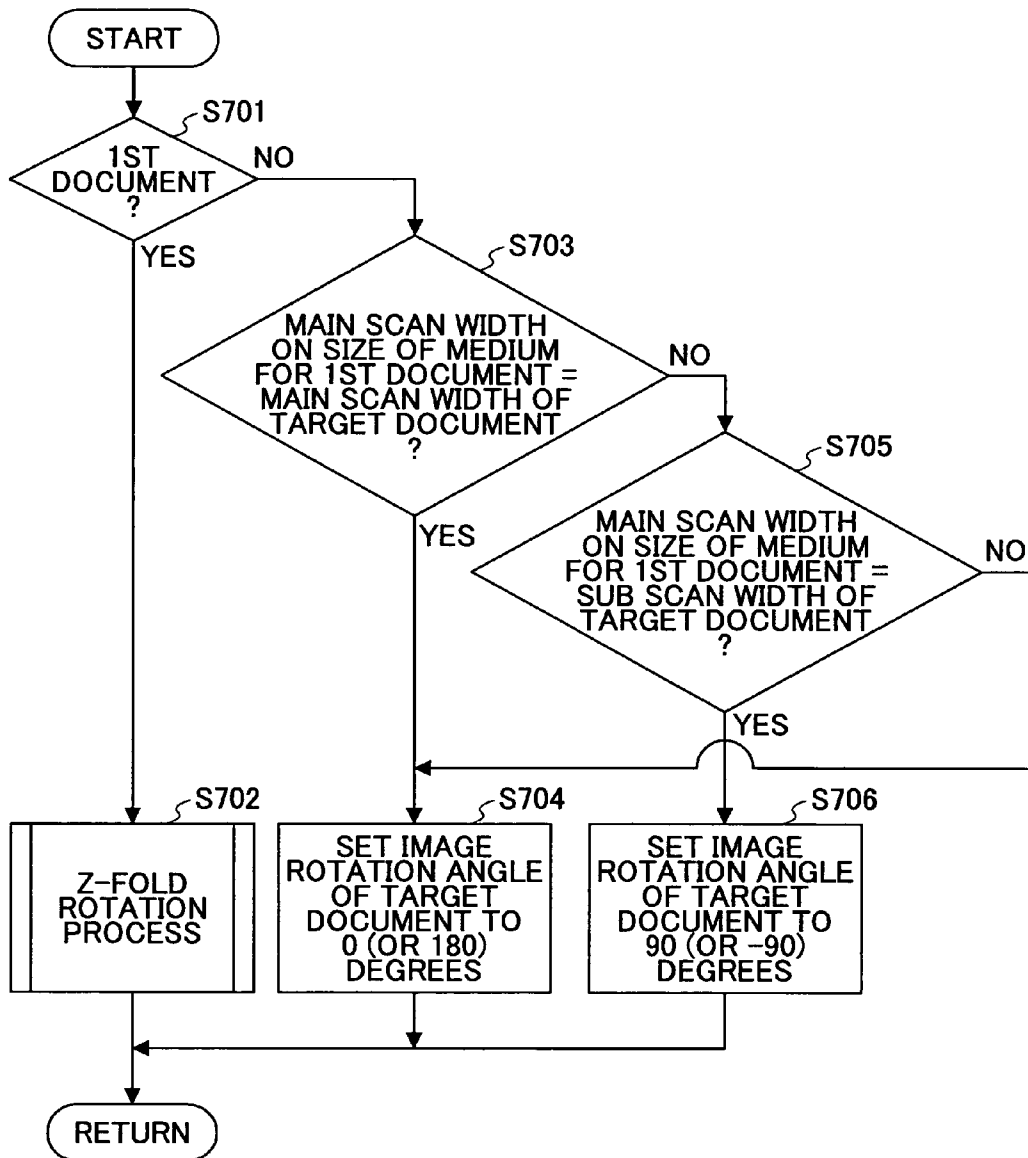 START
S701
1ST
DOCUMENT
?
NO
YES
S703
MAIN SCAN WIDTH
ON SIZE OF MEDIUM
FOR 1ST DOCUMENT =
MAIN SCAN WIDTH OF
TARGET DOCUMENT
?
NO
YES
S705
MAIN SCAN WIDTH
ON SIZE OF MEDIUM
FOR 1ST DOCUMENT =
SUB SCAN WIDTH OF
TARGET DOCUMENT
?
NO
YES
S702
Z-FOLD
ROTATION
PROCESS
S704
SET IMAGE
ROTATION ANGLE
OF TARGET
DOCUMENT TO
0 (OR 180)
DEGREES
S706
SET IMAGE
ROTATION ANGLE
OF TARGET
DOCUMENT TO
90 (OR -90)
DEGREES
RETURN